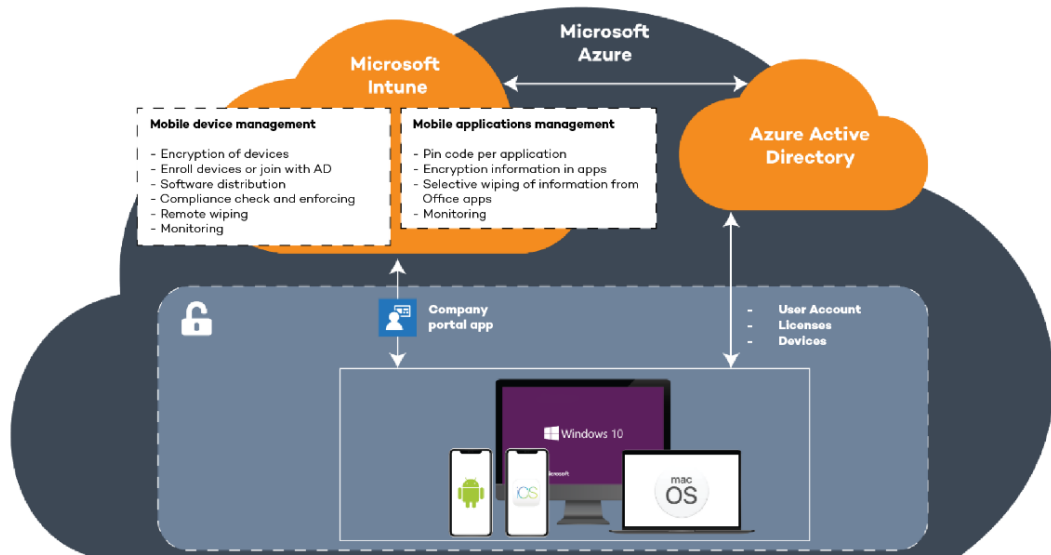 Microsoft
Azure
Microsoft
Intune
Mobile device management
- Encryption of devices
- Enroll devices or join with AD
- Software distribution
- Compliance check and enforcing
- Remote wiping
- Monitoring
Mobile applications management
- Pin code per application
- Encryption information in apps
- Selective wiping of information from
Office apps
- Monitoring
Azure Active
Directory
Company
portal app
- User Account
- Licenses
- Devices
Windows 10
Microsoft
iOS
mac
OS